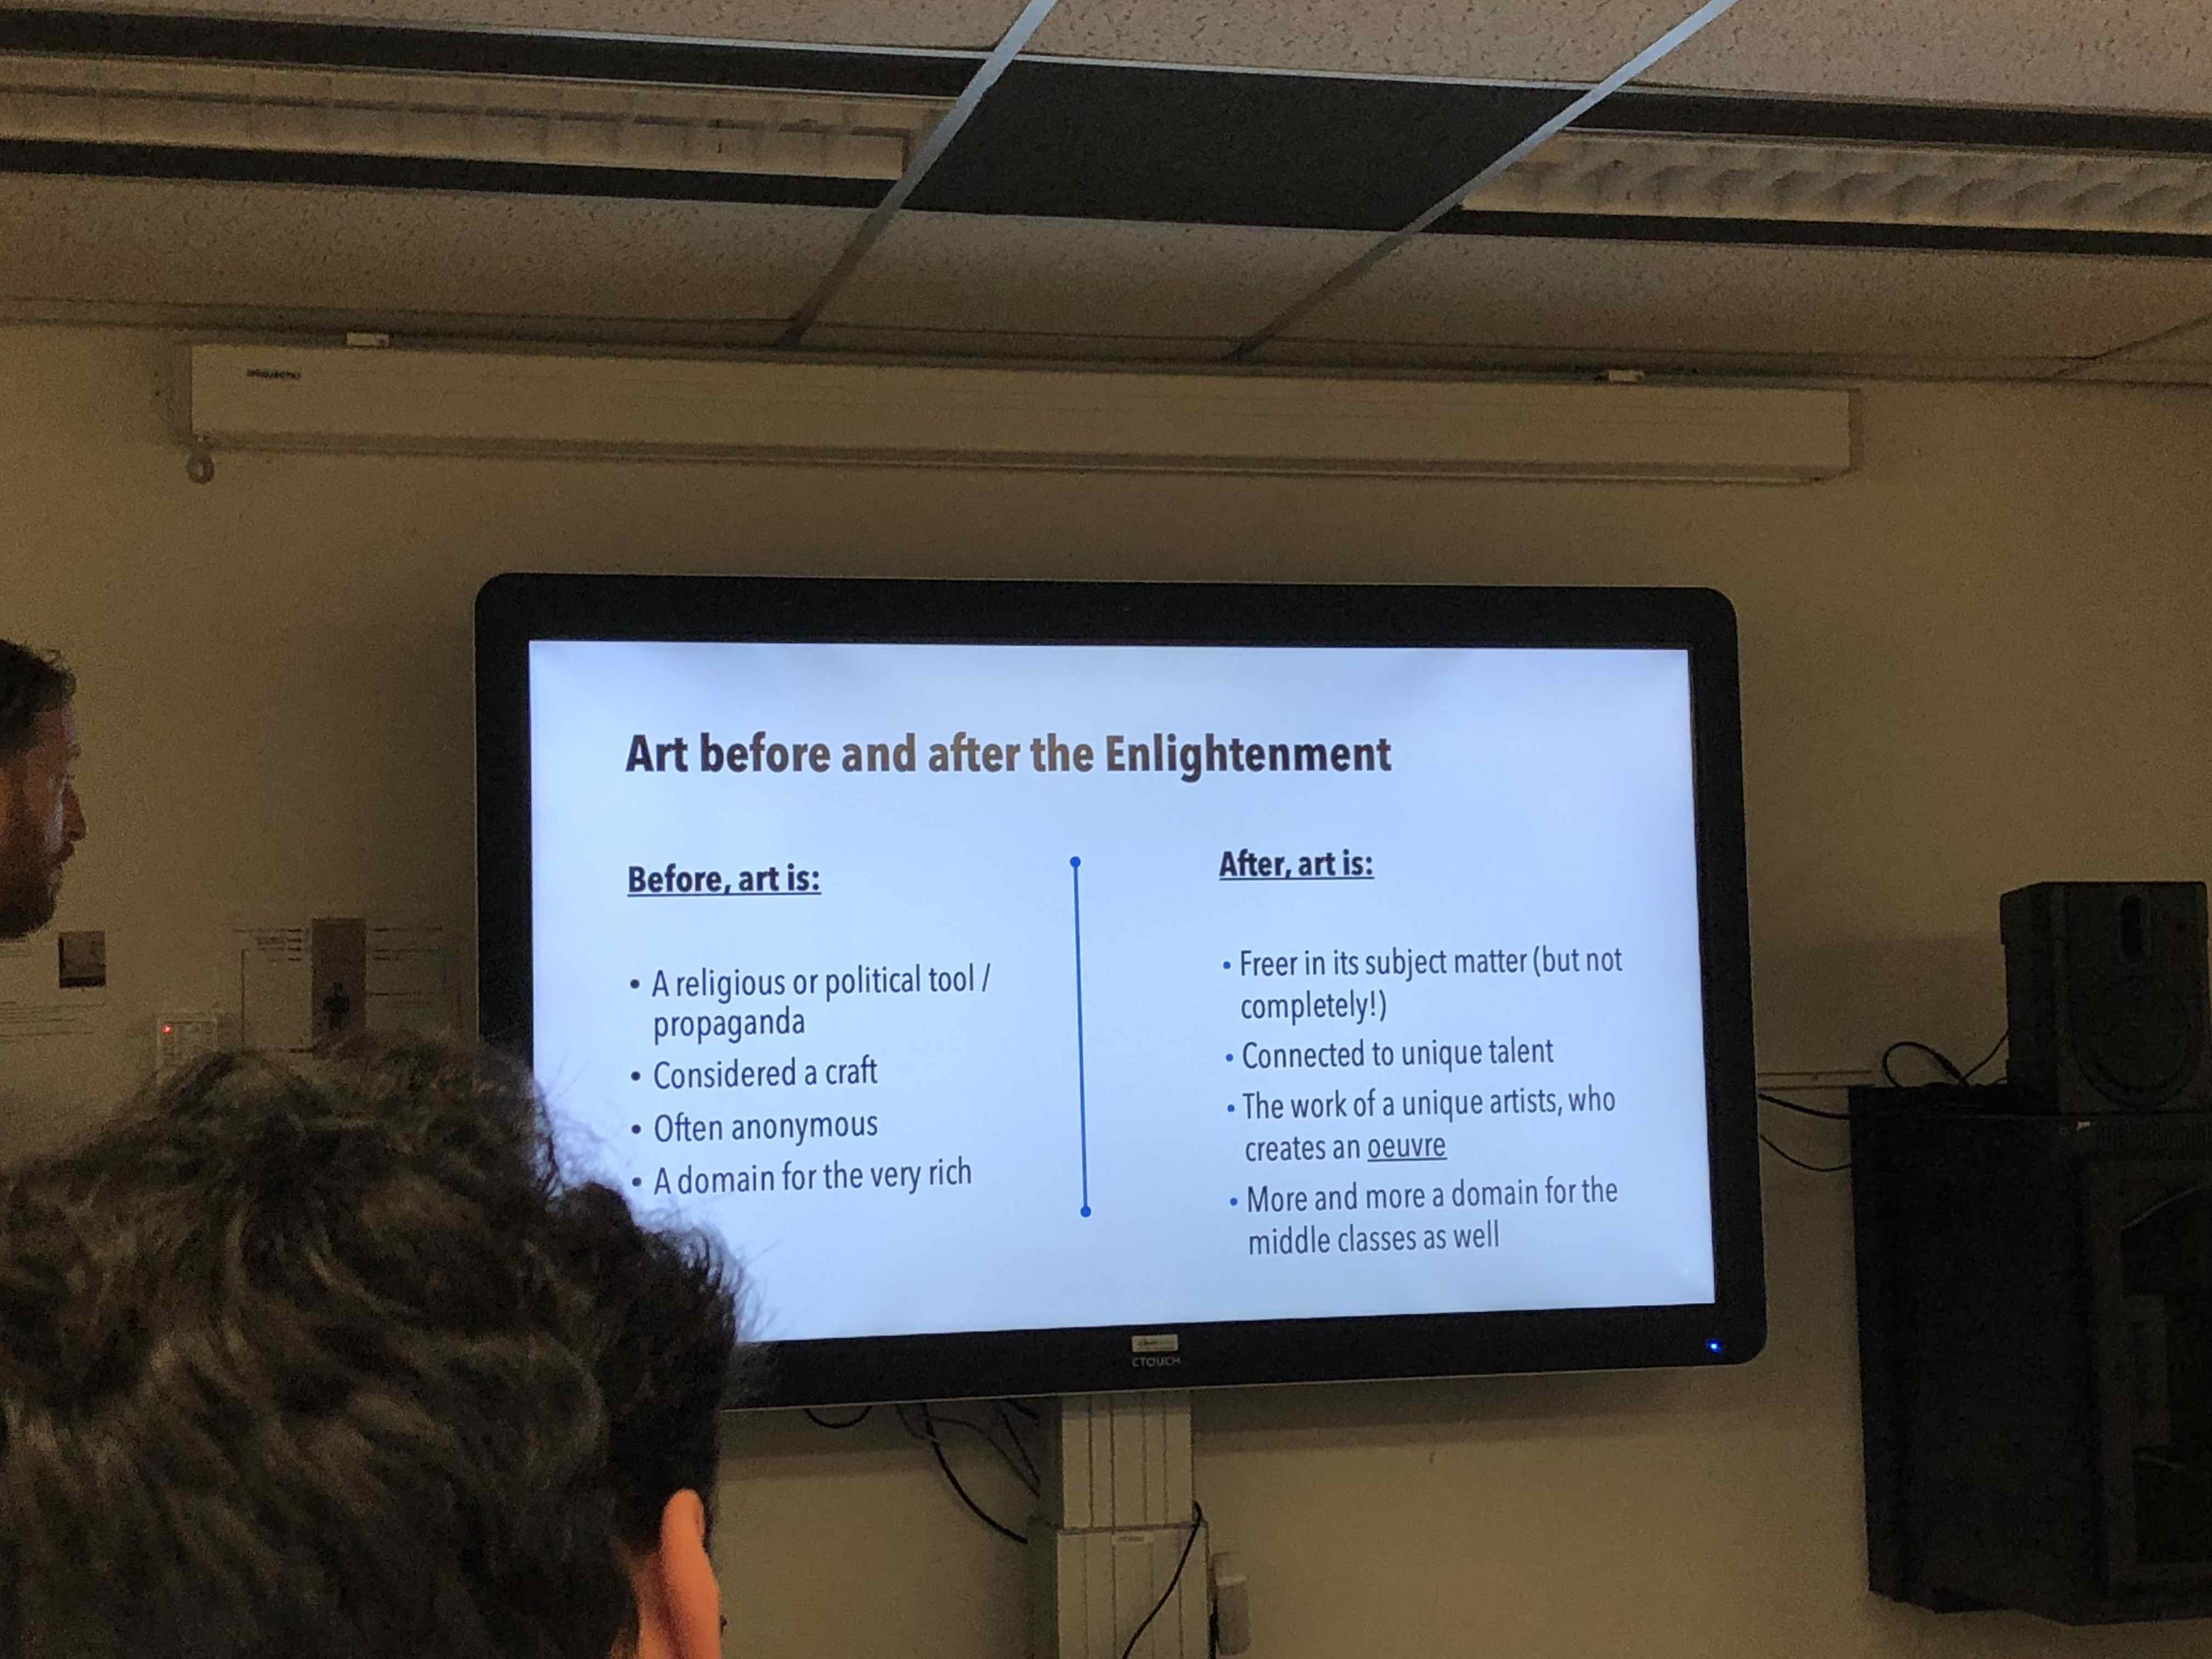 Art before and after the Enlightenment
Before, art is:
• A religious or political tool /
propaganda
• Considered a craft
• Often anonymous
• A domain for the very rich
After, art is:
• Freer in its subject matter (but not
completely!)
• Connected to unique talent
• The work of a unique artists, who
creates an oeuvre
• More and more a domain for the
middle classes as well
CTOUCH